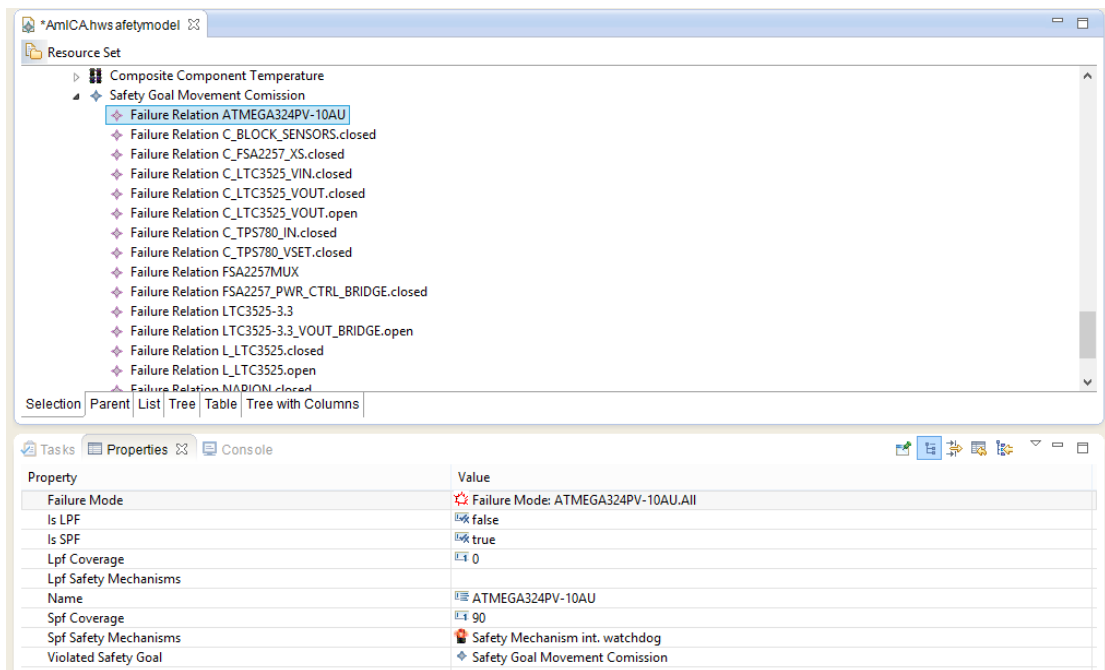 *AmICA.hwsafetymodel
Resource Set
Composite Component Temperature
Safety Goal Movement Comission
Failure Relation ATMEGA324PV-10AU
Failure Relation C_BLOCK_SENSORS.closed
Failure Relation C_FSA2257_XS.closed
Failure Relation C_LTC3525_VIN.closed
Failure Relation C_LTC3525_VOUT.closed
Failure Relation C_LTC3525_VOUT.open
Failure Relation C_TPS780_IN.closed
Failure Relation C_TPS780_VSET.closed
Failure Relation FSA2257MUX
Failure Relation FSA2257_PWR_CTRL_BRIDGE.closed
Failure Relation LTC3525-3.3
Failure Relation LTC3525-3.3_VOUT_BRIDGE.open
Failure Relation L_LTC3525.closed
Failure Relation L_LTC3525.open
Failure Relation NAPION.closed
Selection Parent List Tree Table Tree with Columns
Tasks Properties Console
Property Value
Failure Mode Failure Mode: ATMEGA324PV-10AU.All
Is LPF false
Is SPF true
Lpf Coverage 0
Lpf Safety Mechanisms
Name ATMEGA324PV-10AU
Spf Coverage 90
Spf Safety Mechanisms Safety Mechanism int. watchdog
Violated Safety Goal Safety Goal Movement Comission